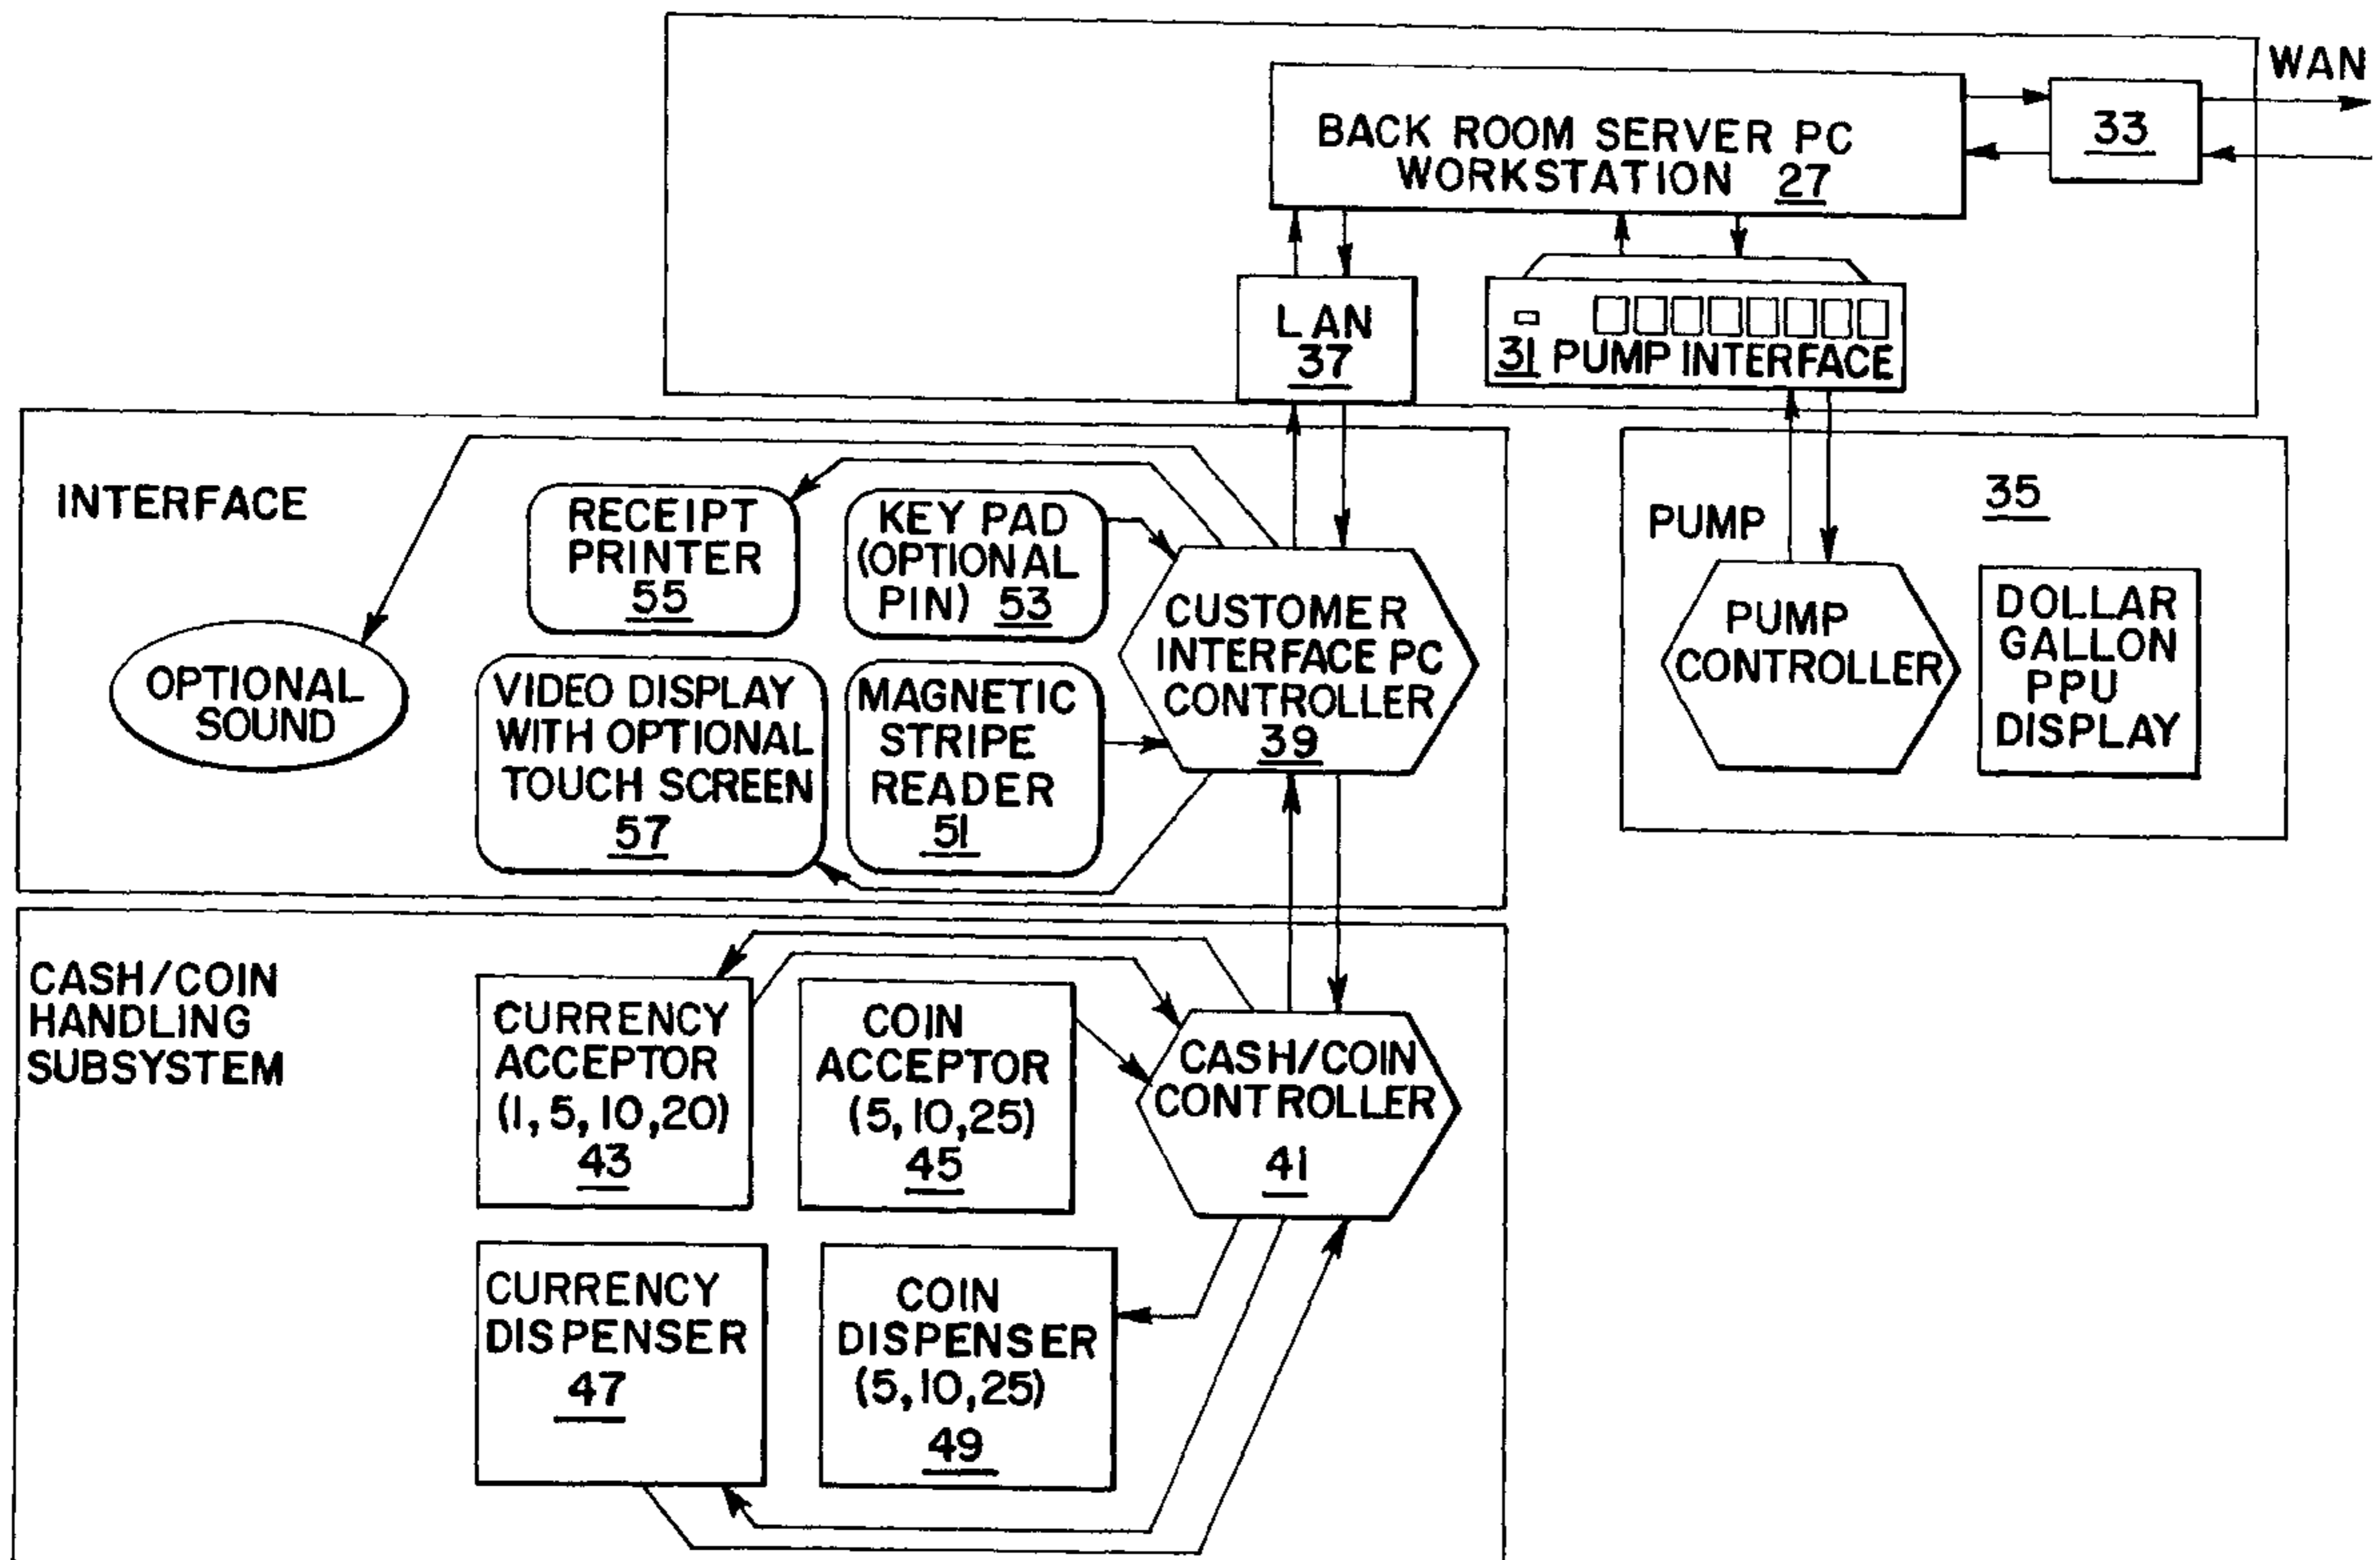 WAN
BACK ROOM SERVER PC
WORKSTATION 27
33
LAN
37
31 PUMP INTERFACE
INTERFACE
RECEIPT
PRINTER
55
KEY PAD
(OPTIONAL
PIN) 53
CUSTOMER
INTERFACE PC
CONTROLLER
39
OPTIONAL
SOUND
VIDEO DISPLAY
WITH OPTIONAL
TOUCH SCREEN
57
MAGNETIC
STRIPE
READER
51
35
PUMP
PUMP
CONTROLLER
DOLLAR
GALLON
PPU
DISPLAY
CASH/COIN
HANDLING
SUBSYSTEM
CURRENCY
ACCEPTOR
(1, 5, 10, 20)
43
COIN
ACCEPTOR
(5, 10, 25)
45
CASH/COIN
CONTROLLER
41
CURRENCY
DISPENSER
47
COIN
DISPENSER
(5, 10, 25)
49